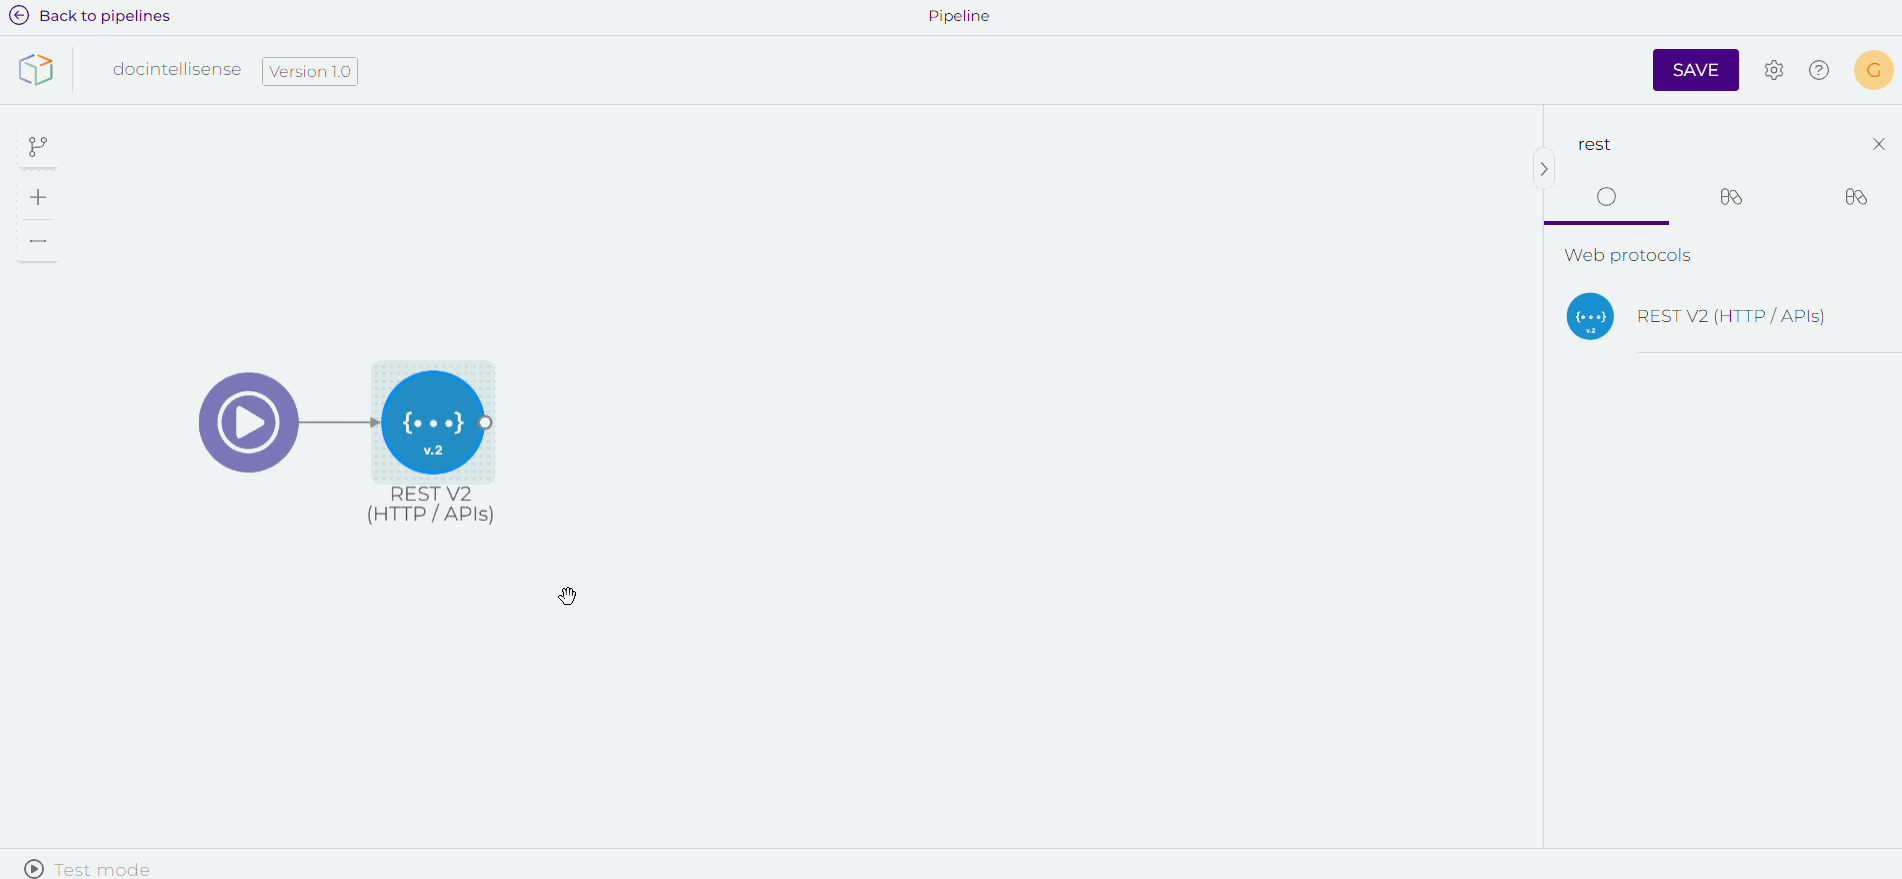 Back to pipelines
Pipeline
docintellisense
Version 1.0
SAVE
G
rest
Web protocols
{•••}
v.2
REST V2 (HTTP / APIs)
{•••}
v.2
REST V2
(HTTP / APIs)
Test mode